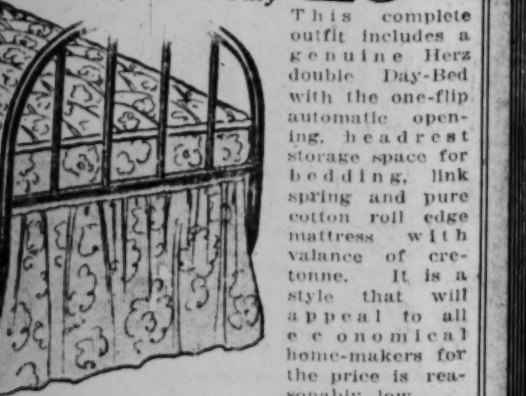 This complete
outfit includes a
genuine Herz
double Day-Bed
with the one-flip
automatic open-
ing, headrest
storage space for
bedding, link
spring and pure
cotton roll edge
mattress with
valance of cre-
tonne. It is a
style that will
appeal to all
economical
home-makers for
the price is rea-
sonably low